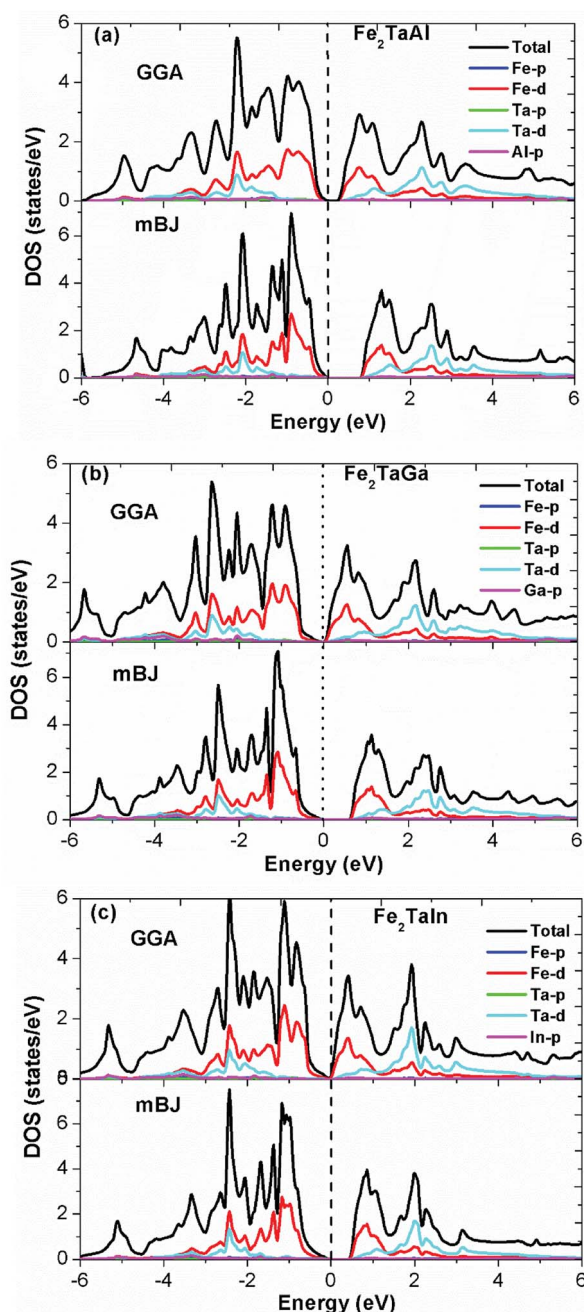 (a)
Fe2TaAl
GGA
Total
Fe-p
Fe-d
Ta-p
Ta-d
Al-p
6
4
2
0
mBJ
6
4
2
0
DOS (states/eV)
-6 -5 -4 -3 -2 -1 0 2 4 6
Energy (eV)
(b)
Fe2TaGa
GGA
Total
Fe-p
Fe-d
Ta-p
Ta-d
Ga-p
6
4
2
0
mBJ
6
4
2
0
DOS (states/eV)
-6 -4 -2 0 2 4 6
Energy (eV)
(c)
Fe2TaIn
GGA
Total
Fe-p
Fe-d
Ta-p
Ta-d
In-p
6
4
2
mBJ
6
4
2
0
DOS (states/eV)
-6 -4 -2 0 2 4 6
Energy (eV)